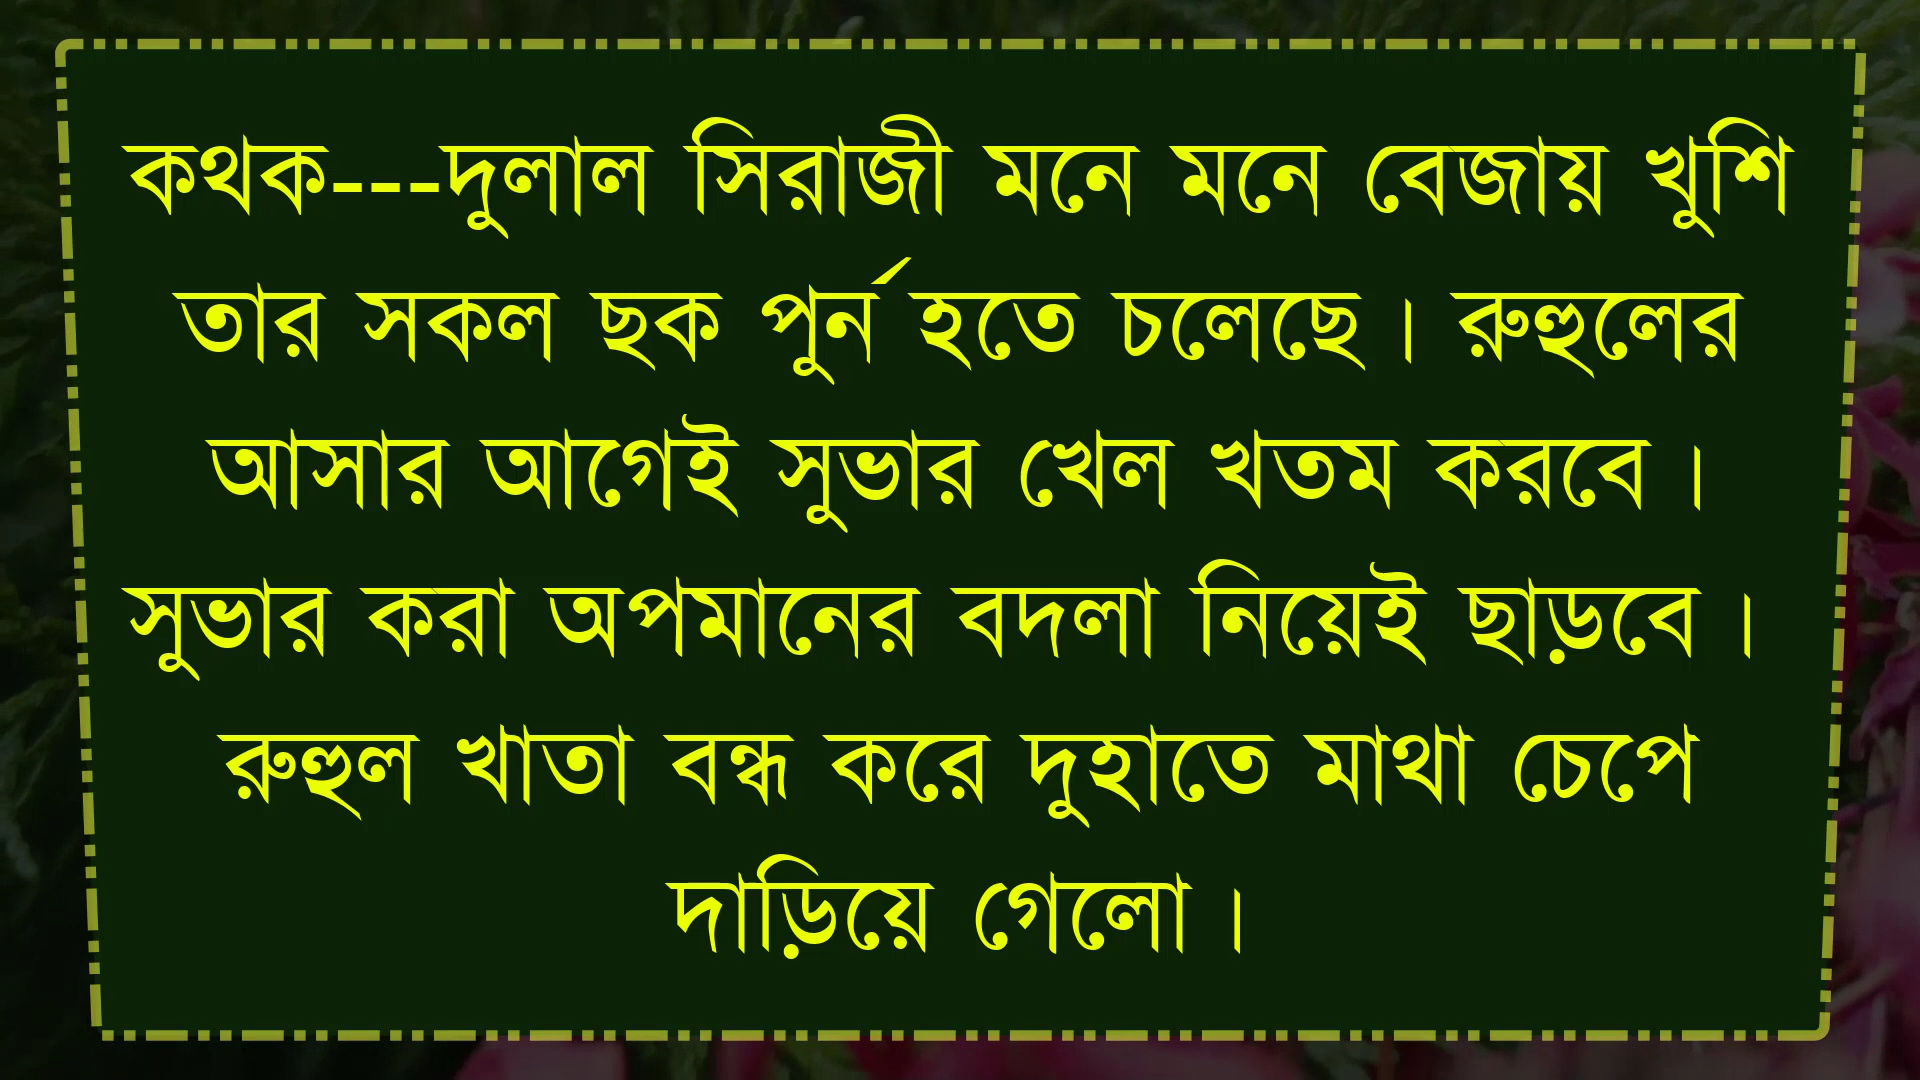 কথক---দুলাল সিরাজী মনে মনে বেজায় খুশি
তার সকল ছক পুর্ন হতে চলেছে। রুহুলের
আসার আগেই সুভার খেল খতম করবে।
সুভার করা অপমানের বদলা নিয়েই ছাড়বে।
রুহুল খাতা বন্ধ করে দুহাতে মাথা চেপে
দাড়িয়ে গেলো।